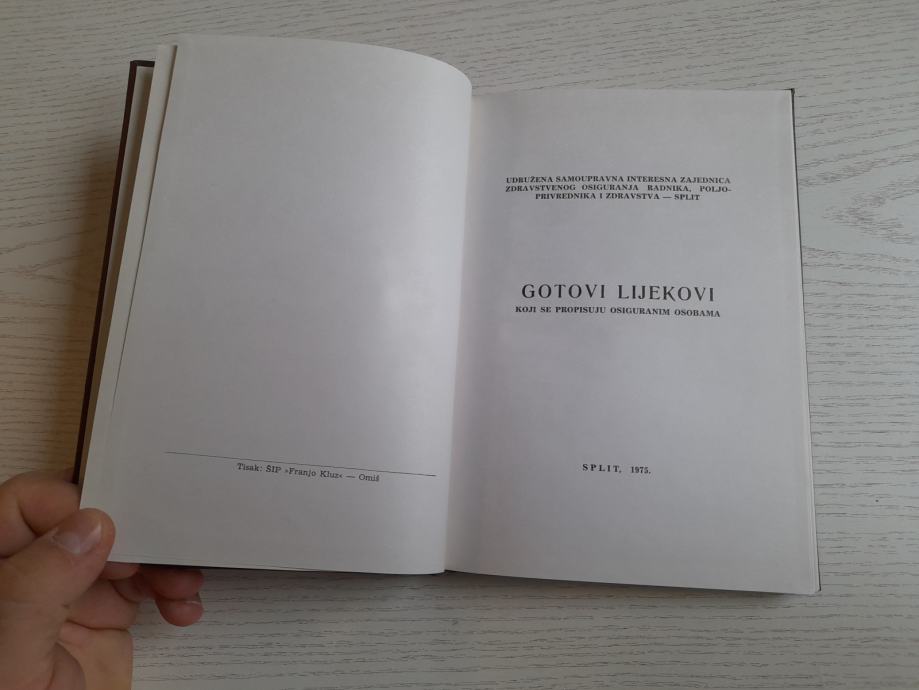 Tisak: ŠIP »Franjo Kluz« — Omiš
UDRUŽENA SAMOUPRAVNA INTERESNA ZAJEDNICA
ZDRAVSTVENOG OSIGURANJA RADNIKA, POLJO-
PRIVREDNIKA I ZDRAVSTVA — SPLIT
GOTOVI LIJEKOVI
KOJI SE PROPISUJU OSIGURANIM OSOBAMA
SPLIT, 1975.